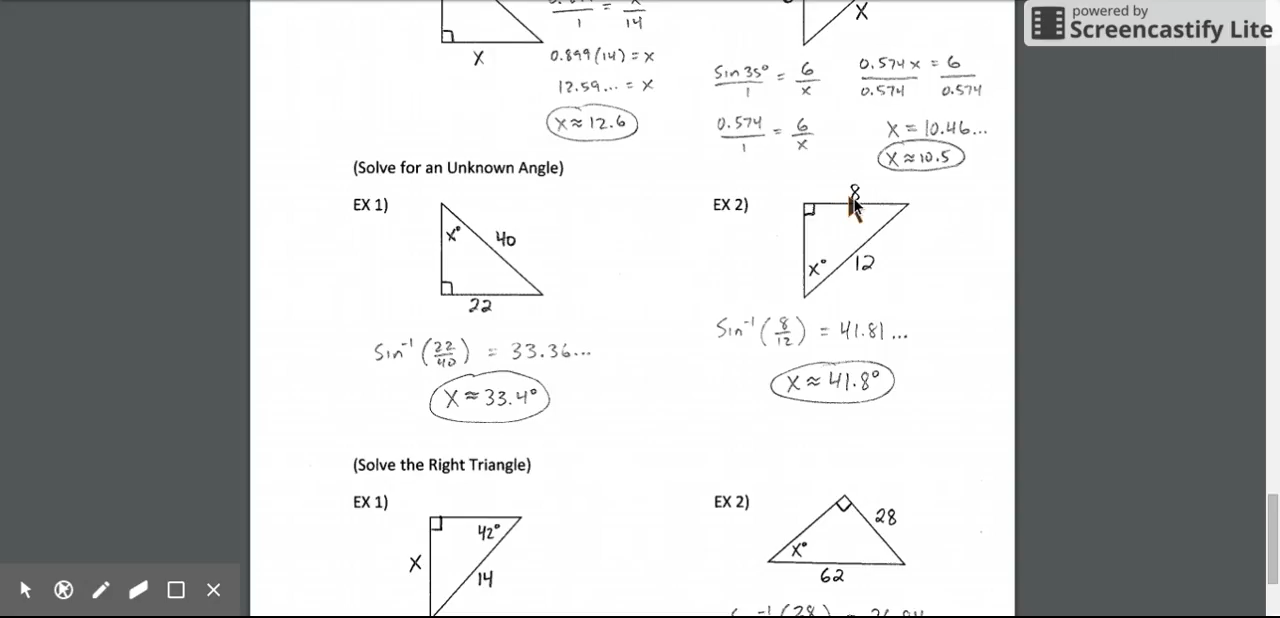 powered by
Screencastify Lite
1 = 14
X
0.899(14) = x
12.59... = x
X ≈ 12.6
X
Sin 35° / 1 = 6 / x
0.574 / 1 = 6 / x
0.574x / 0.574 = 6 / 0.574
X = 10.46...
X ≈ 10.5
(Solve for an Unknown Angle)
EX 1)
x°
40
22
Sin⁻¹ (22/40) = 33.36...
X ≈ 33.4°
EX 2)
8
x°
12
Sin⁻¹ (8/12) = 41.81...
X ≈ 41.8°
(Solve the Right Triangle)
EX 1)
42°
X
14
EX 2)
28
x°
62